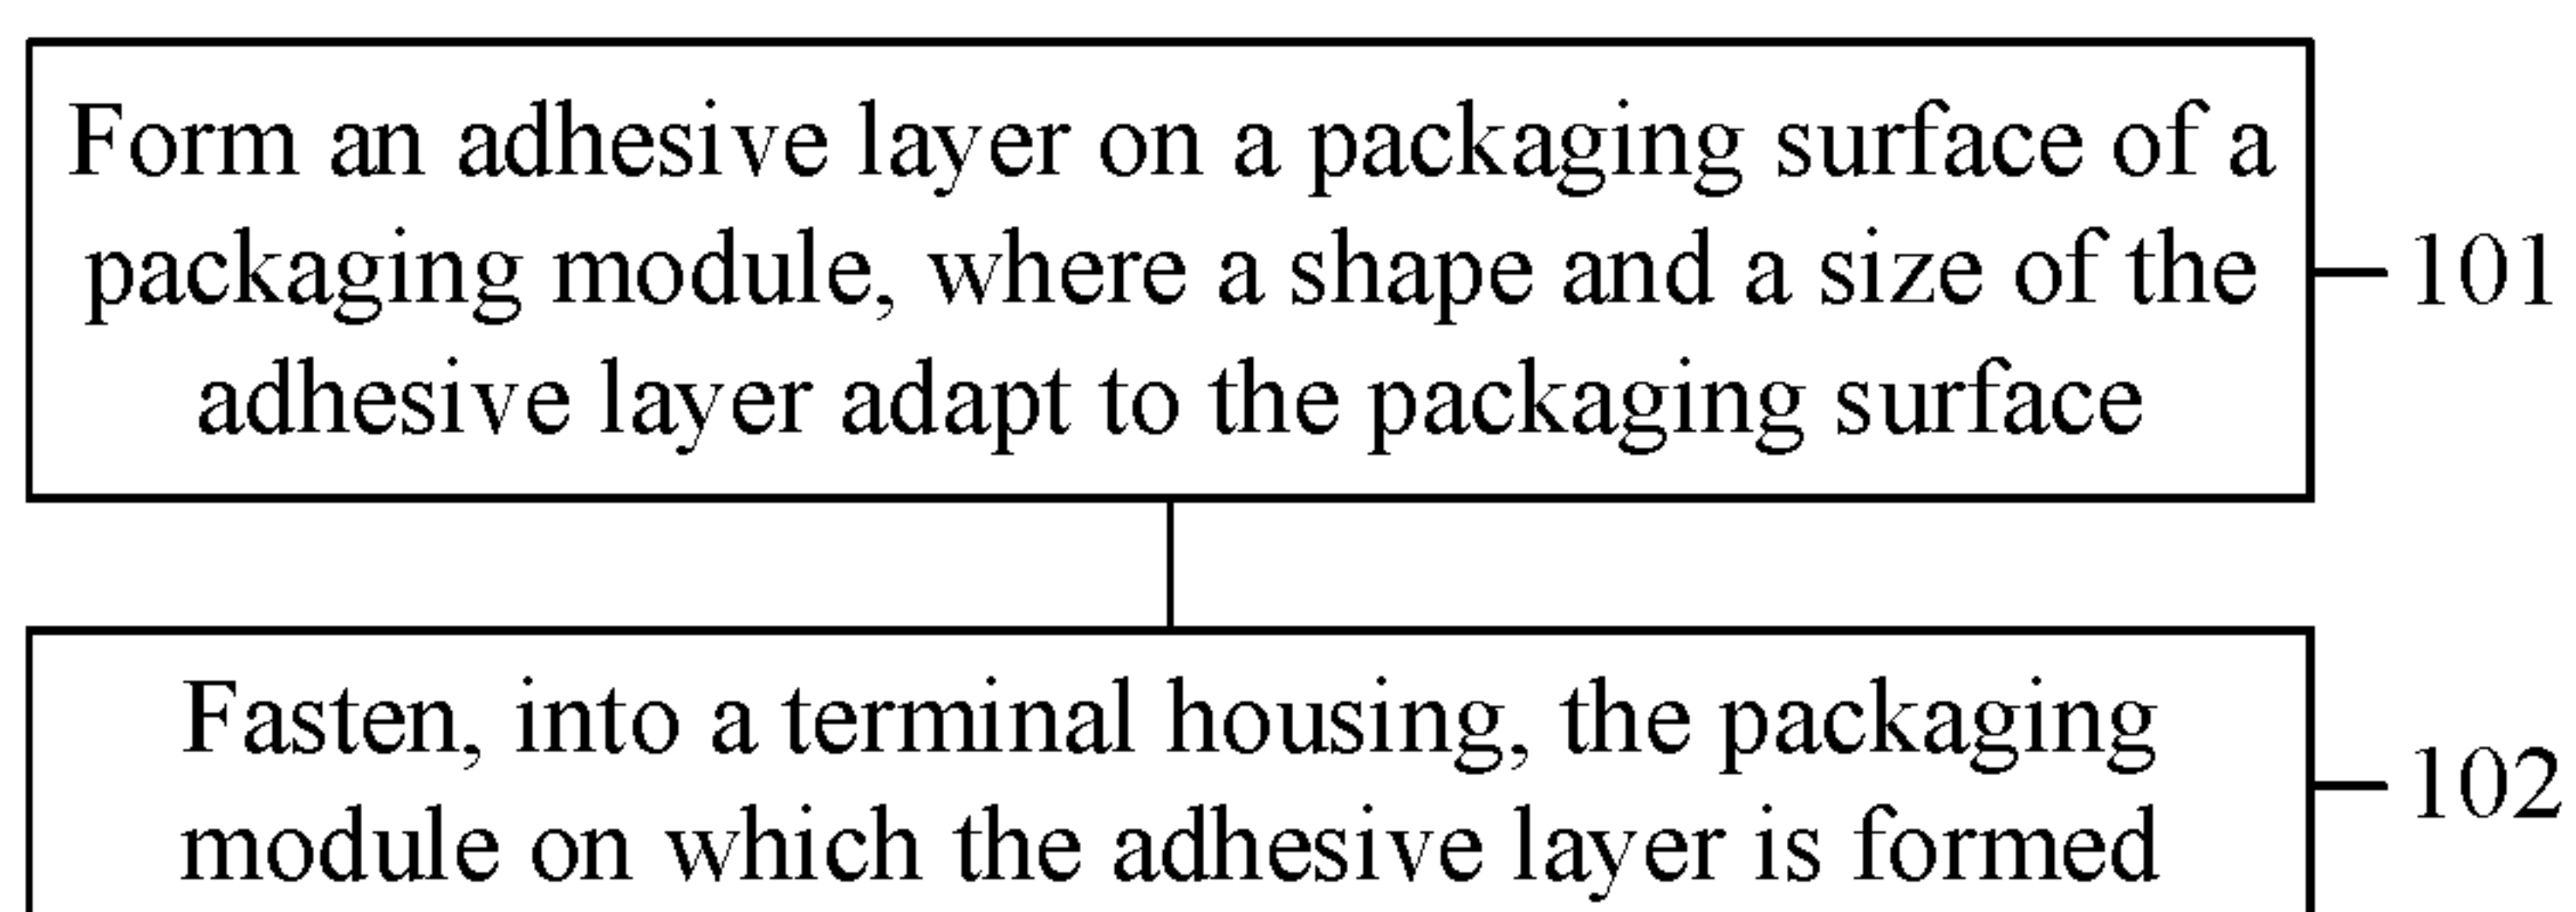 Form an adhesive layer on a packaging surface of a
packaging module, where a shape and a size of the
adhesive layer adapt to the packaging surface
101
Fasten, into a terminal housing, the packaging
module on which the adhesive layer is formed
102